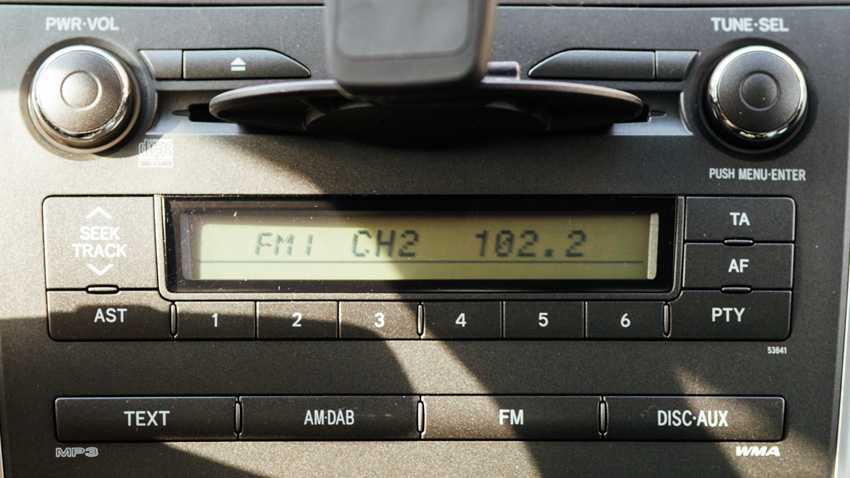 PWR·VOL
TUNE·SEL
PUSH MENU·ENTER
SEEK
TRACK
FM1 CH2 102.2
TA
AF
AST
1 2 3 4 5 6
PTY
53841
TEXT
AM·DAB
FM
DISC·AUX
MP3
WMA